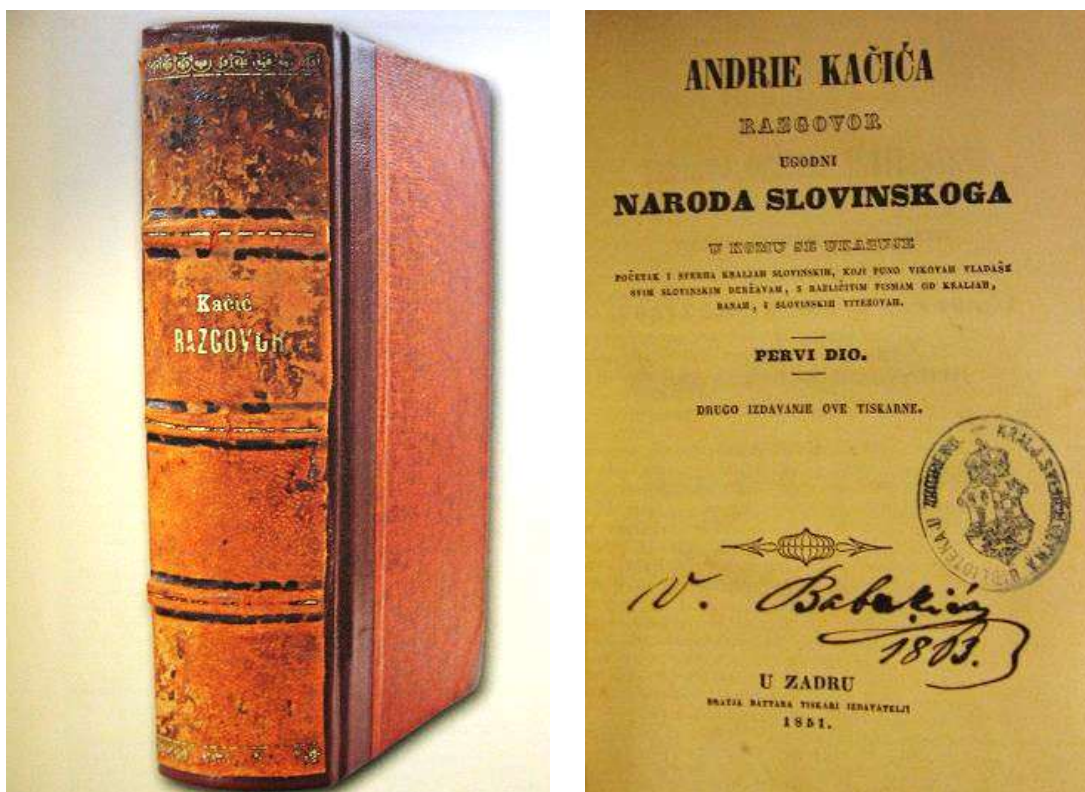 Kačić
RAZGOVOR
ANDRIE KAČIĆA
RAZGOVOR
UGODNI
NARODA SLOVINSKOGA
U KOMU SE UKAZUJE
POČETAK I SVERHA KRALJAH SLOVINSKIH, KOJI PUNO VIKOVAH VLADAŠE
SVIM SLOVINSKIM DERŽAVAM, S RAZLIČITIM PISMAM OD KRALJAH,
BANAH, I SLOVINSKIH VITEZOVAH.
PERVI DIO.
DRUGO IZDAVANJE OVE TISKARNE.
V. Babukić
U ZADRU
BRATJA BATTARA TISKARI IZDAVATELJI
1851.